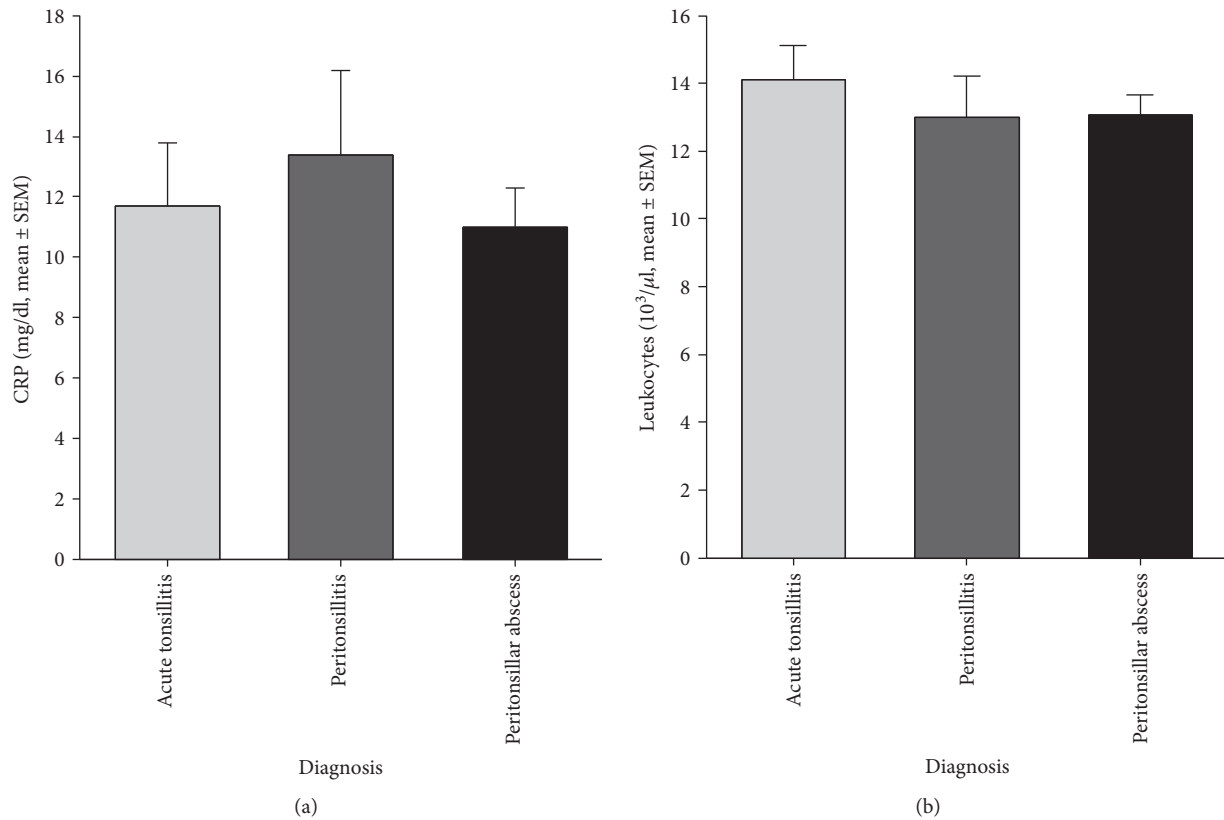 CRP (mg/dl, mean ± SEM)
18
16
14
12
10
8
6
4
2
0
Acute tonsillitis
Peritonsillitis
Peritonsillar abscess
Diagnosis
(a)
Leukocytes (10³/μl, mean ± SEM)
16
14
12
10
8
6
4
2
0
Acute tonsillitis
Peritonsillitis
Peritonsillar abscess
Diagnosis
(b)